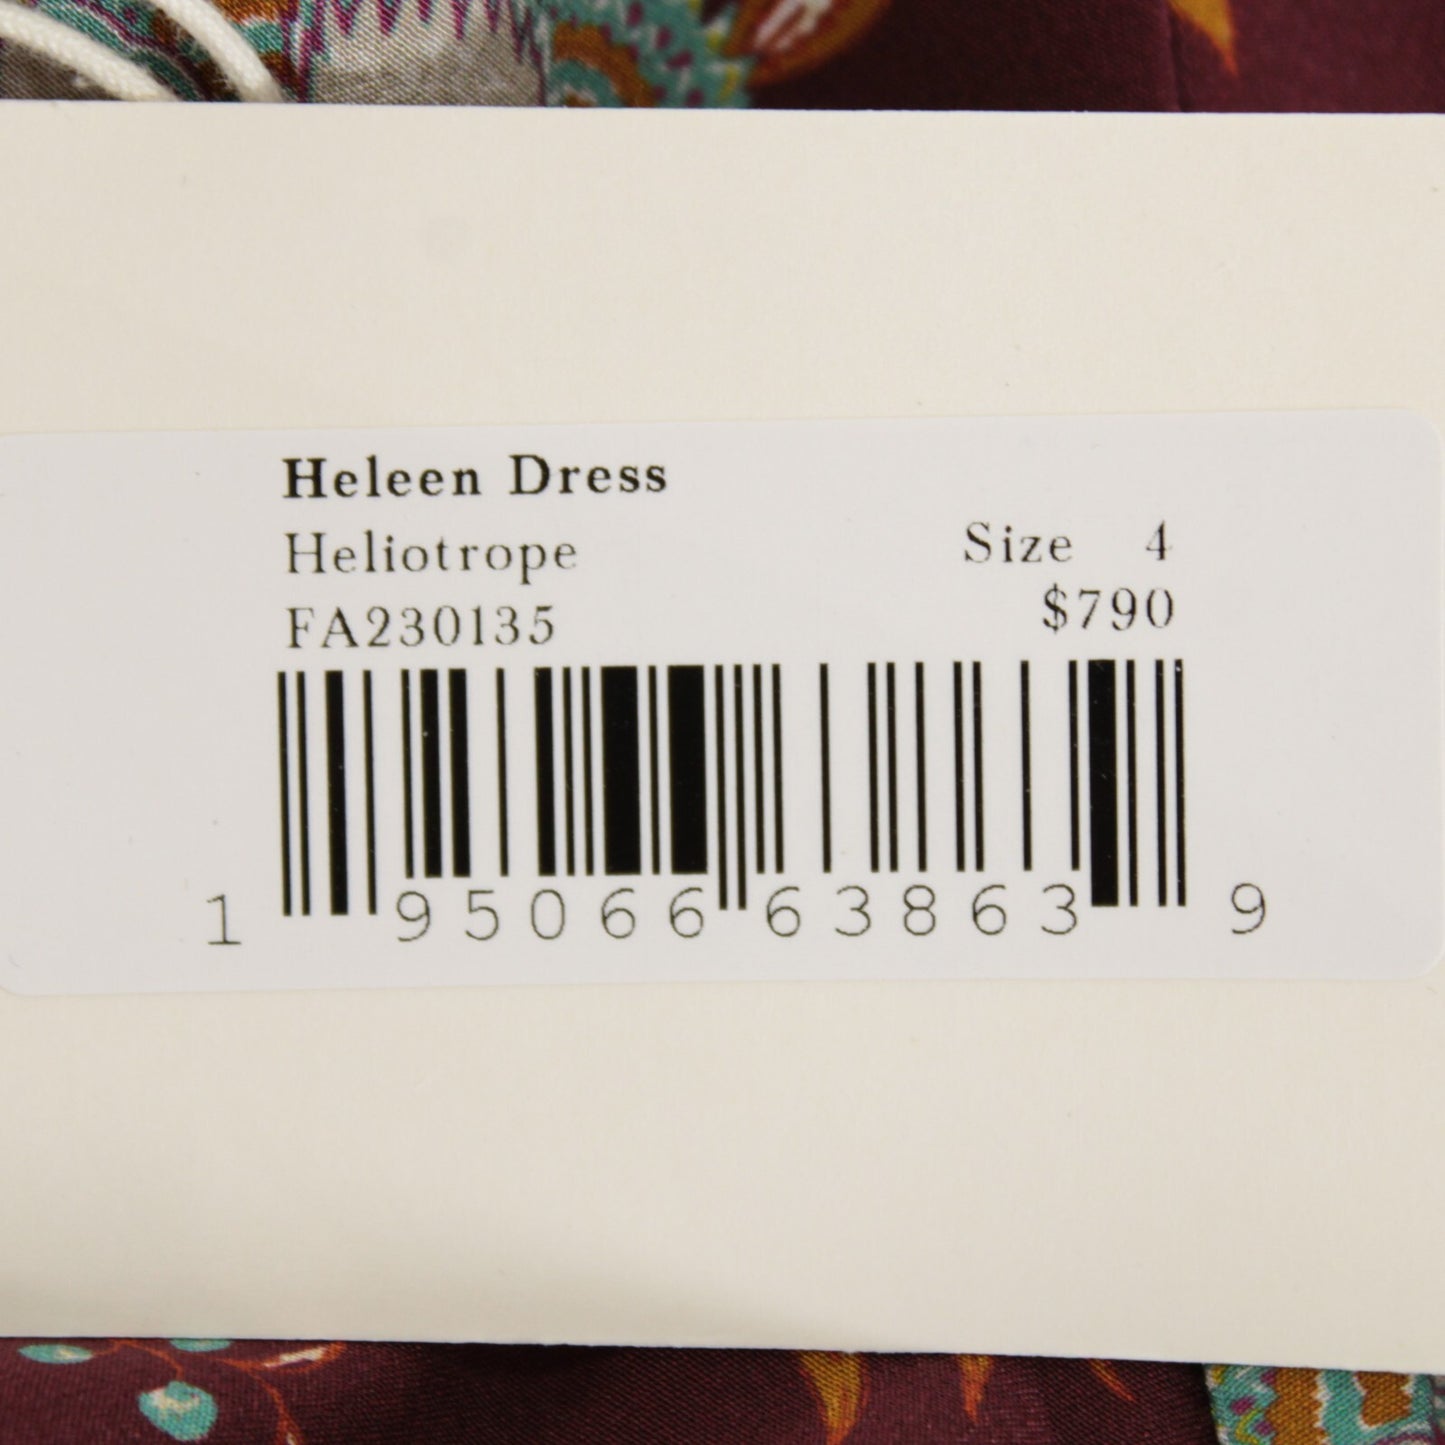 Heleen Dress
Heliotrope
Size 4
FA230135
$790
1 95066 63863 9